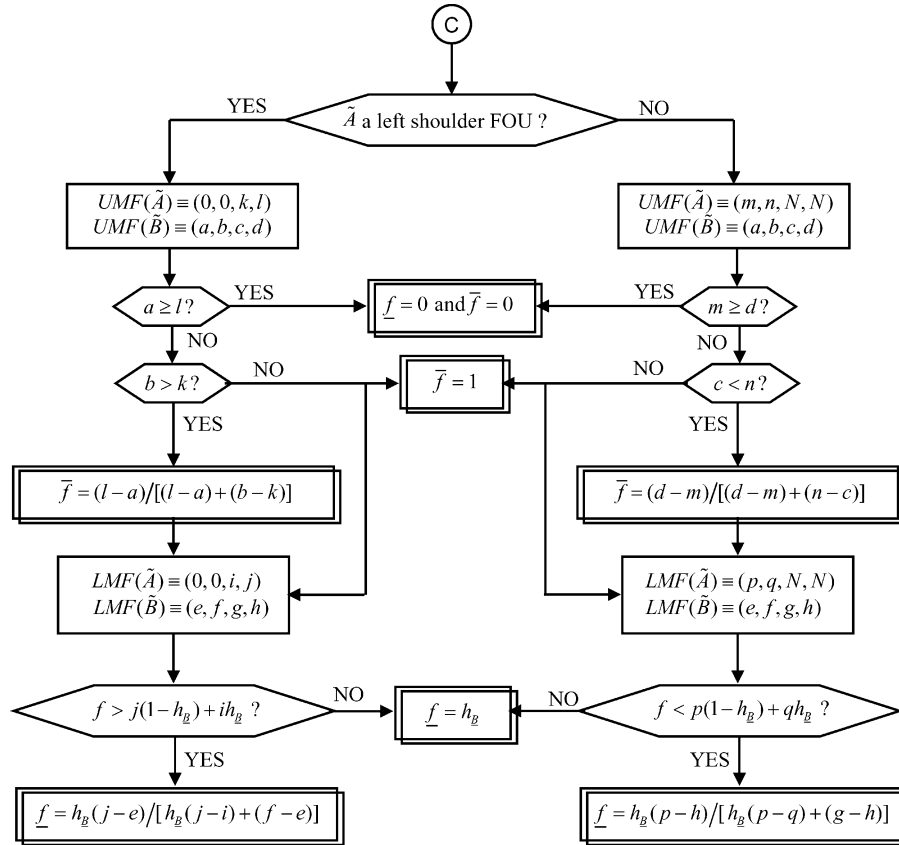 C
YES
NO
Ã a left shoulder FOU ?
UMF(Ã) ≡ (0, 0, k, l)
UMF(B̃) ≡ (a, b, c, d)
UMF(Ã) ≡ (m, n, N, N)
UMF(B̃) ≡ (a, b, c, d)
a ≥ l ?
YES
f̲ = 0 and f̅ = 0
YES
m ≥ d ?
NO
NO
b > k ?
NO
f̅ = 1
NO
c < n ?
YES
YES
f̅ = (l − a)/[(l − a) + (b − k)]
f̅ = (d − m)/[(d − m) + (n − c)]
LMF(Ã) ≡ (0, 0, i, j)
LMF(B̃) ≡ (e, f, g, h)
LMF(Ã) ≡ (p, q, N, N)
LMF(B̃) ≡ (e, f, g, h)
f > j(1 − h_B̲) + ih_B̲ ?
NO
f̲ = h_B̲
NO
f < p(1 − h_B̲) + qh_B̲ ?
YES
YES
f̲ = h_B̲(j − e)/[h_B̲(j − i) + (f − e)]
f̲ = h_B̲(p − h)/[h_B̲(p − q) + (g − h)]